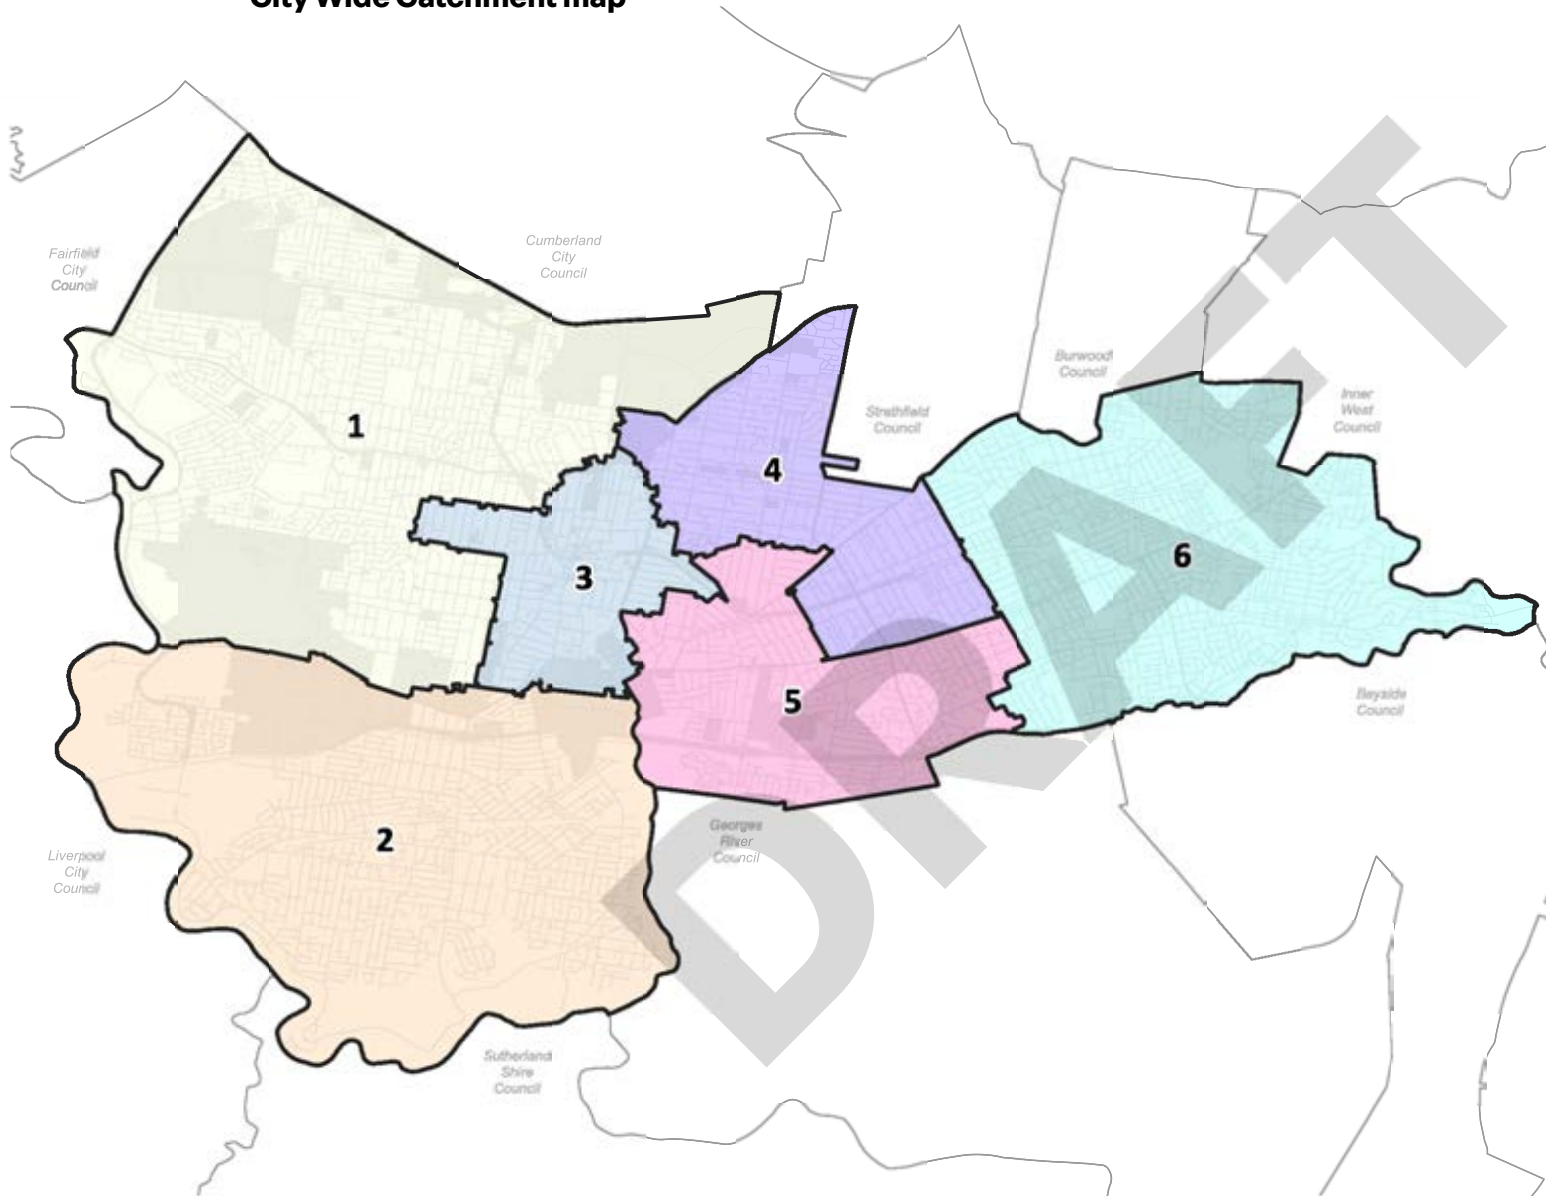 City Wide Catchment map
Cumberland
City
Council
Fairfield
City
Council
Burwood
Council
Inner
West
Council
Strathfield
Council
1
4
6
3
5
Bayside
Council
Georges
River
Council
2
Liverpool
City
Council
Sutherland
Shire
Council
DRAFT